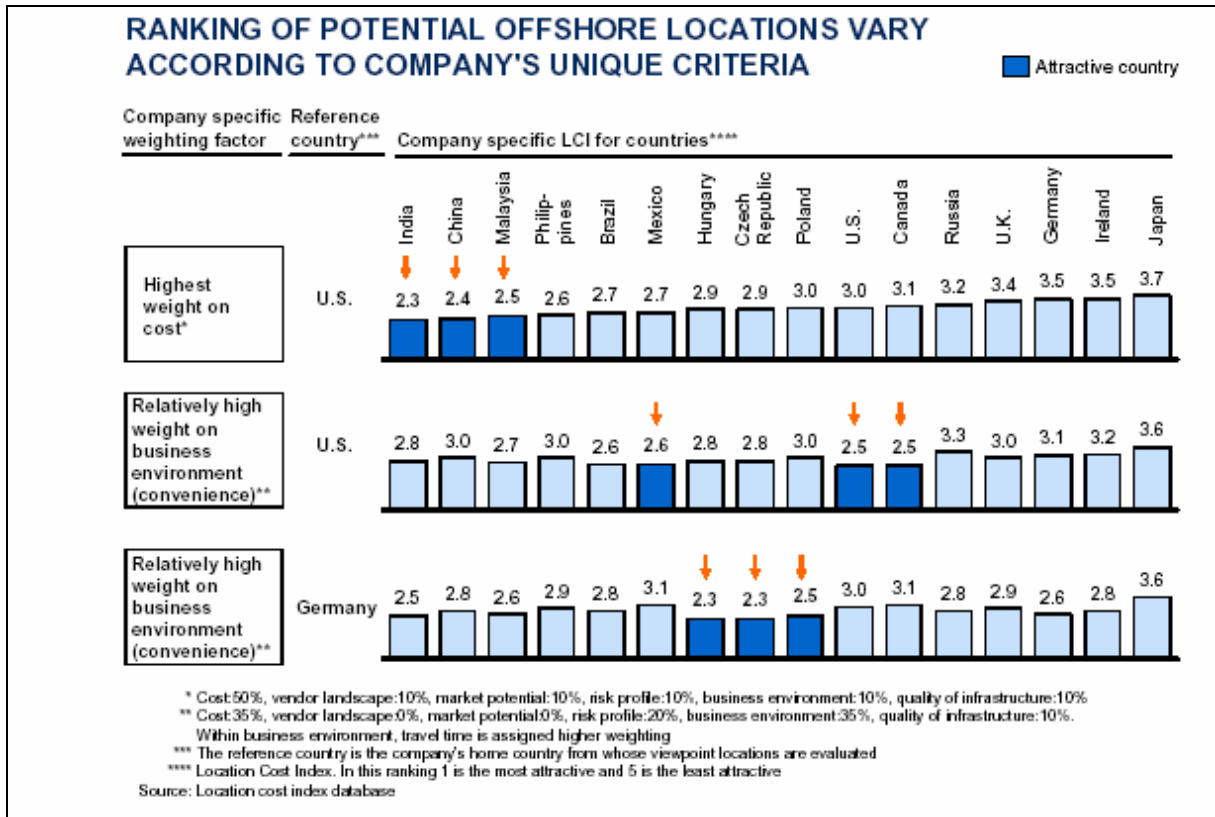 RANKING OF POTENTIAL OFFSHORE LOCATIONS VARY
ACCORDING TO COMPANY'S UNIQUE CRITERIA
Attractive country
Company specific
weighting factor
Reference
country***
Company specific LCI for countries****
India
China
Malaysia
Philip-
pines
Brazil
Mexico
Hungary
Czech
Republic
Poland
U.S.
Canada
Russia
U.K.
Germany
Ireland
Japan
Highest
weight on
cost*
U.S.
2.3 2.4 2.5 2.6 2.7 2.7 2.9 2.9 3.0 3.0 3.1 3.2 3.4 3.5 3.5 3.7
Relatively high
weight on
business
environment
(convenience)**
U.S.
2.8 3.0 2.7 3.0 2.6 2.6 2.8 2.8 3.0 2.5 2.5 3.3 3.0 3.1 3.2 3.6
Relatively high
weight on
business
environment
(convenience)**
Germany
2.5 2.8 2.6 2.9 2.8 3.1 2.3 2.3 2.5 3.0 3.1 2.8 2.9 2.6 2.8 3.6
* Cost:50%, vendor landscape:10%, market potential:10%, risk profile:10%, business environment:10%, quality of infrastructure:10%
** Cost:35%, vendor landscape:0%, market potential:0%, risk profile:20%, business environment:35%, quality of infrastructure:10%.
Within business environment, travel time is assigned higher weighting
*** The reference country is the company's home country from whose viewpoint locations are evaluated
**** Location Cost Index. In this ranking 1 is the most attractive and 5 is the least attractive
Source: Location cost index database